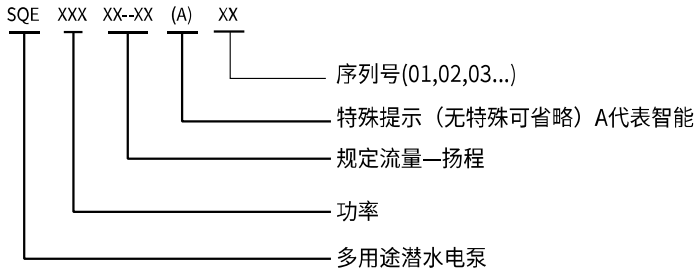 SQE XXX XX--XX (A) XX
序列号(01,02,03...)
特殊提示（无特殊可省略）A代表智能
规定流量—扬程
功率
多用途潜水电泵